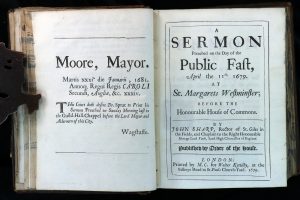 Moore, Mayor.
Martis xxxi° die Januarii, 1681.
Annoq; Regni Regis CAROLI
Secundi, Angliæ, &c. xxxiii.
This Court doth desire Dr. Sprat to Print his
Sermon Preached on Sunday Morning last in
the Guild-Hall Chappel before the Lord Mayor and
Aldermen of this City.
Wagstaffe.
A
SERMON
Preached on the Day of the
Public Fast,
April the 11th. 1679.
AT
St. Margarets Westminster,
BEFORE THE
Honourable House of Commons.
BY
JOHN SHARP, Rector of St. Giles in
the Fields, and Chaplain to the Right Honourable
Heneage Lord Finch, Lord High Chancellor of England.
Published by Order of the House.
LONDON:
Printed by M.C. for Walter Kettilby, at the
Bishops Head in St. Pauls Church-Yard. 1679.